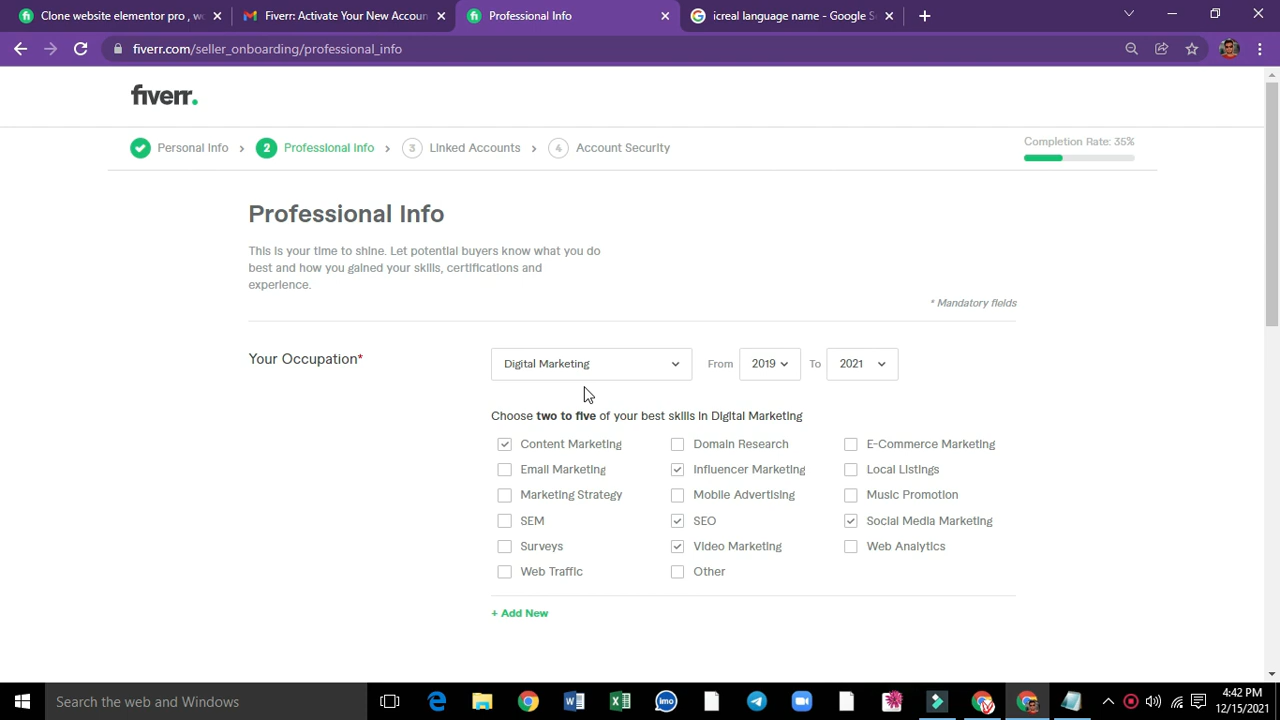 Clone website elementor pro , w
Fiverr: Activate Your New Accoun
Professional Info
icreal language name - Google S
fiverr.com/seller_onboarding/professional_info
fiverr.
Personal Info
2 Professional Info
3 Linked Accounts
4 Account Security
Completion Rate: 35%
Professional Info
This is your time to shine. Let potential buyers know what you do
best and how you gained your skills, certifications and
experience.
* Mandatory fields
Your Occupation*
Digital Marketing From 2019 To 2021
Choose two to five of your best skills in Digital Marketing
Content Marketing Domain Research E-Commerce Marketing
Email Marketing Influencer Marketing Local Listings
Marketing Strategy Mobile Advertising Music Promotion
SEM SEO Social Media Marketing
Surveys Video Marketing Web Analytics
Web Traffic Other
+ Add New
Search the web and Windows
imo
4:42 PM
12/15/2021